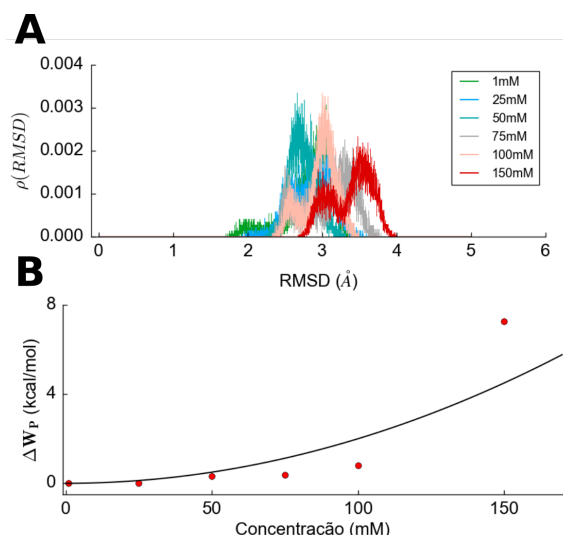 A
0.004
0.003
0.002
0.001
0.000
ρ(RMSD)
1mM
25mM
50mM
75mM
100mM
150mM
0 1 2 3 4 5 6
RMSD (Å)
B
8
4
0
ΔW_P (kcal/mol)
0 50 100 150
Concentração (mM)